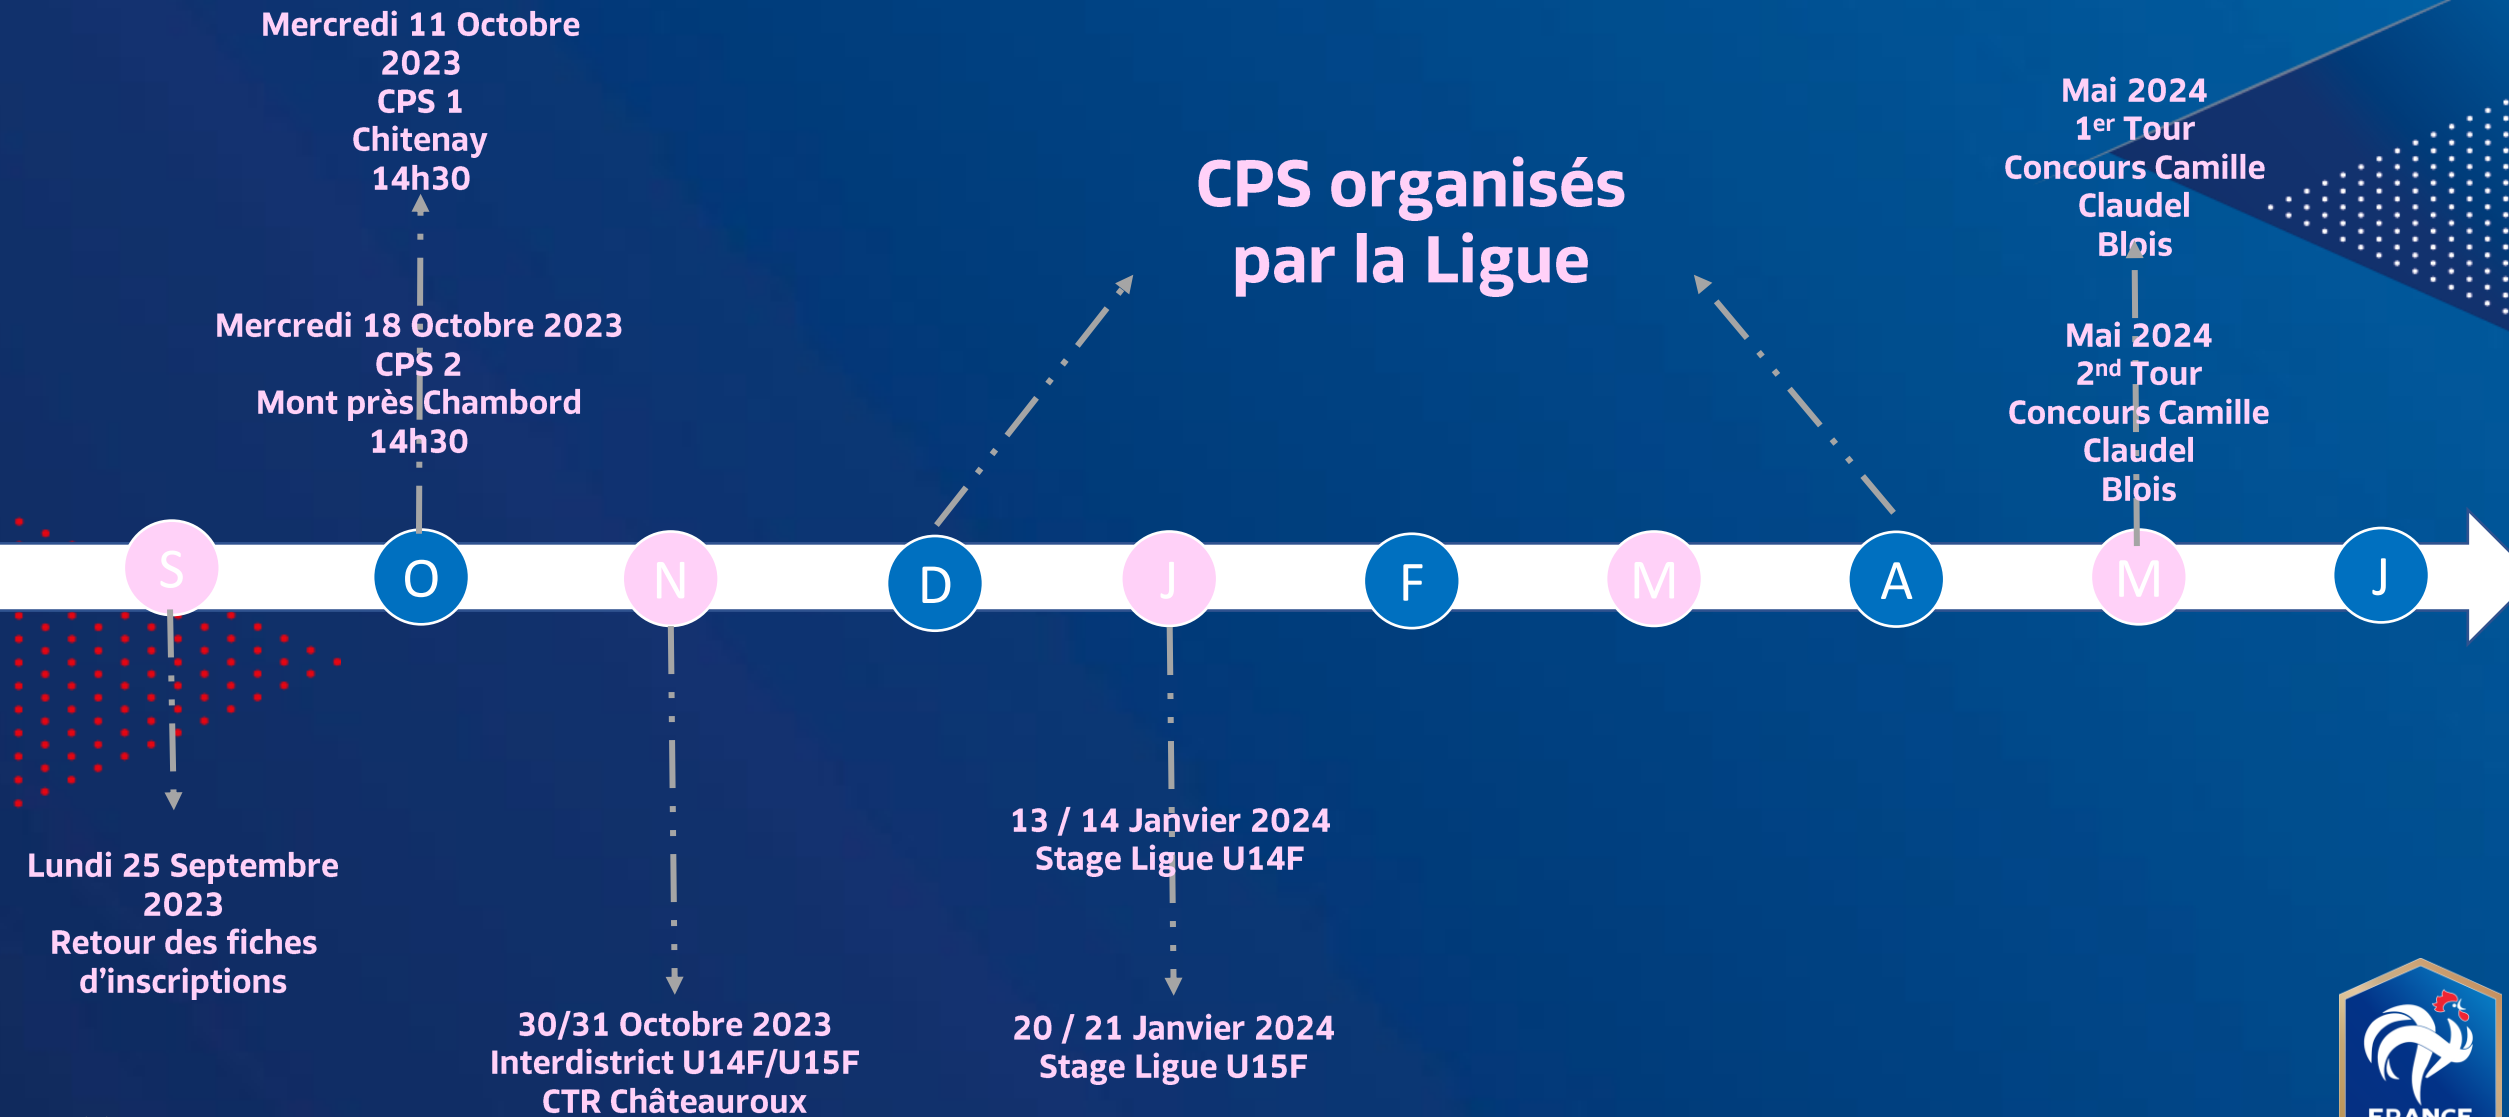 Mercredi 11 Octobre
2023
CPS 1
Chitenay
14h30
Mercredi 18 Octobre 2023
CPS 2
Mont près Chambord
14h30
CPS organisés
par la Ligue
Mai 2024
1er Tour
Concours Camille
Claudel
Blois
Mai 2024
2nd Tour
Concours Camille
Claudel
Blois
S
O
N
D
J
F
M
A
M
J
Lundi 25 Septembre
2023
Retour des fiches
d’inscriptions
30/31 Octobre 2023
Interdistrict U14F/U15F
CTR Châteauroux
13 / 14 Janvier 2024
Stage Ligue U14F
20 / 21 Janvier 2024
Stage Ligue U15F
FRANCE